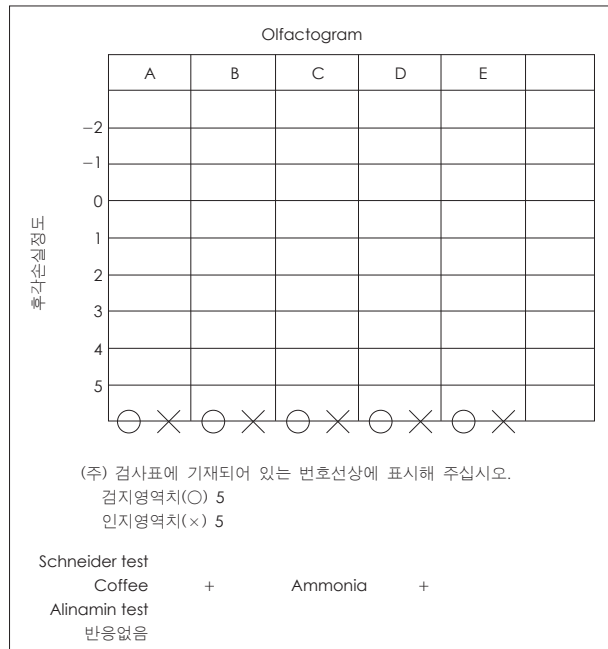 Olfactogram
A B C D E
−2
−1
0
1
2
3
4
5
후각손실정도
(주) 검사표에 기재되어 있는 번호선상에 표시해 주십시오.
검지영역치(○) 5
인지영역치(×) 5
Schneider test
Coffee + Ammonia +
Alinamin test
반응없음